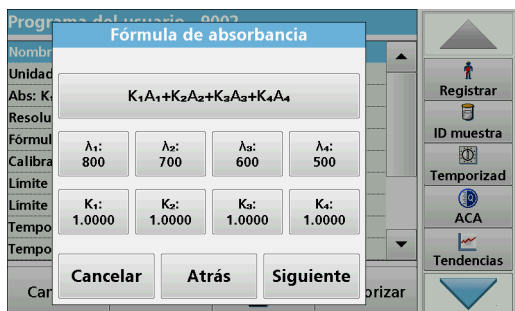 Programa del usuario 9002
Fórmula de absorbancia
Nombr
Unidad
Abs: K₁
Resolu
Fórmul
Calibra
Límite
Límite
Tempo
Tempo
K₁A₁+K₂A₂+K₃A₃+K₄A₄
λ₁: 800
λ₂: 700
λ₃: 600
λ₄: 500
K₁: 1.0000
K₂: 1.0000
K₃: 1.0000
K₄: 1.0000
Cancelar Atrás Siguiente
Can
orizar
Registrar
ID muestra
Temporizad
ACA
Tendencias